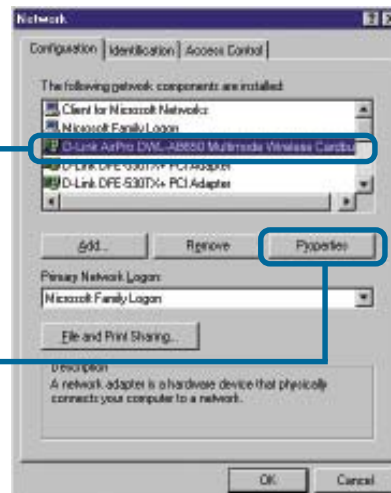 Network
Configuration Identification Access Control
The following network components are installed:
Client for Microsoft Networks
Microsoft Family Logon
D-Link AirPro DWL-AB650 Multimode Wireless Cardbu
D-Link DFE-530TX+ PCI Adapter
D-Link DFE-530TX+ PCI Adapter
Add... Remove Properties
Primary Network Logon:
Microsoft Family Logon
File and Print Sharing...
Description
A network adapter is a hardware device that physically
connects your computer to a network.
OK Cancel